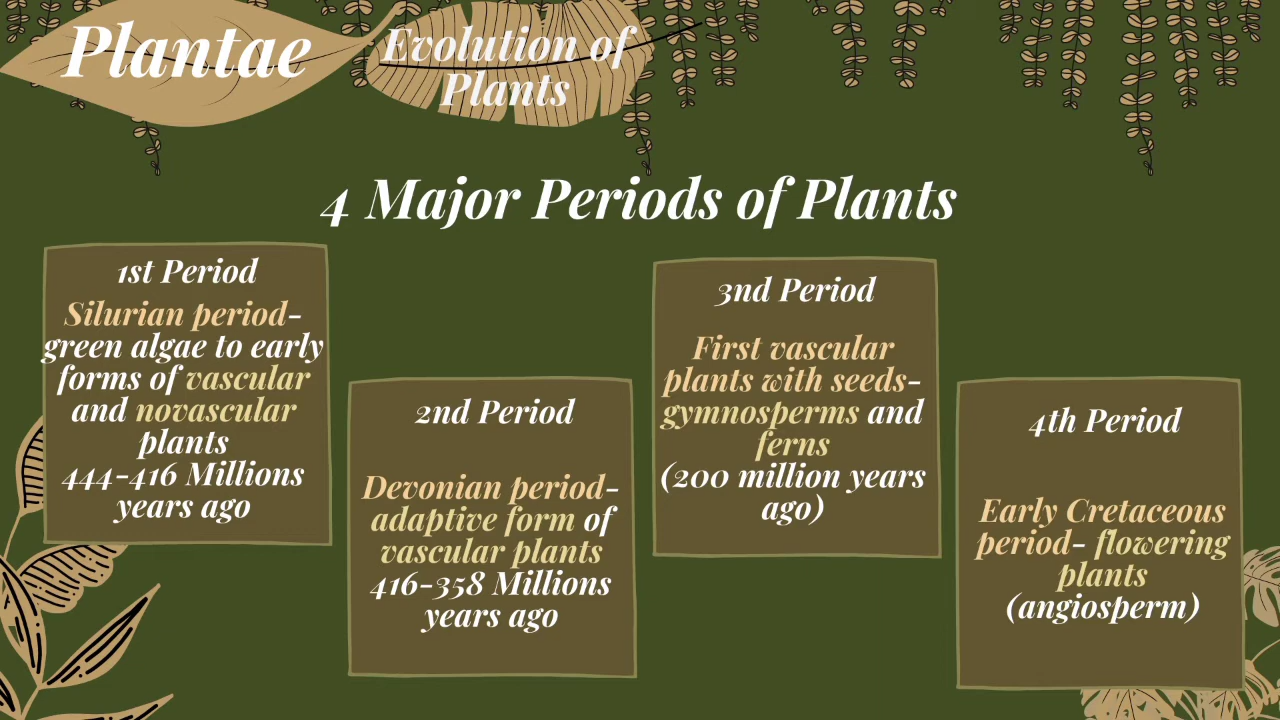 Plantae
Evolution of
Plants
4 Major Periods of Plants
1st Period
Silurian period-
green algae to early
forms of vascular
and novascular
plants
444-416 Millions
years ago
2nd Period
Devonian period-
adaptive form of
vascular plants
416-358 Millions
years ago
3nd Period
First vascular
plants with seeds-
gymnosperms and
ferns
(200 million years
ago)
4th Period
Early Cretaceous
period- flowering
plants
(angiosperm)